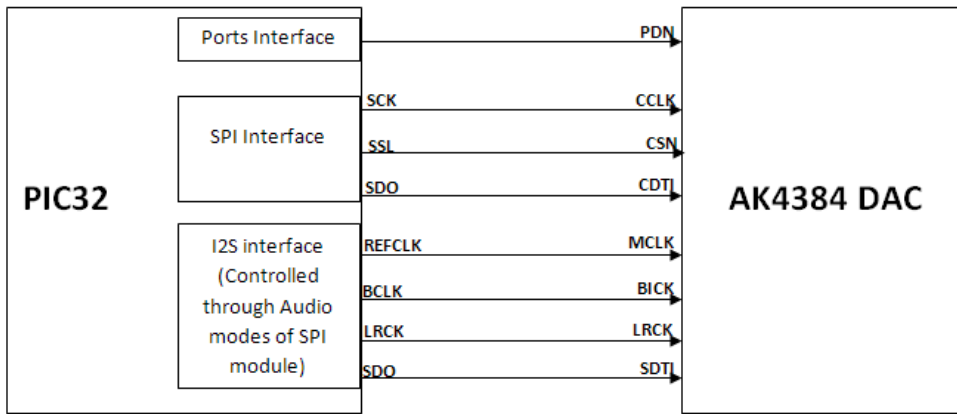 Ports Interface
PDN
SCK
CCLK
SPI Interface
SSL
CSN
SDO
CDTI
PIC32
AK4384 DAC
I2S interface
(Controlled
through Audio
modes of SPI
module)
REFCLK
MCLK
BCLK
BICK
LRCK
LRCK
SDO
SDTI